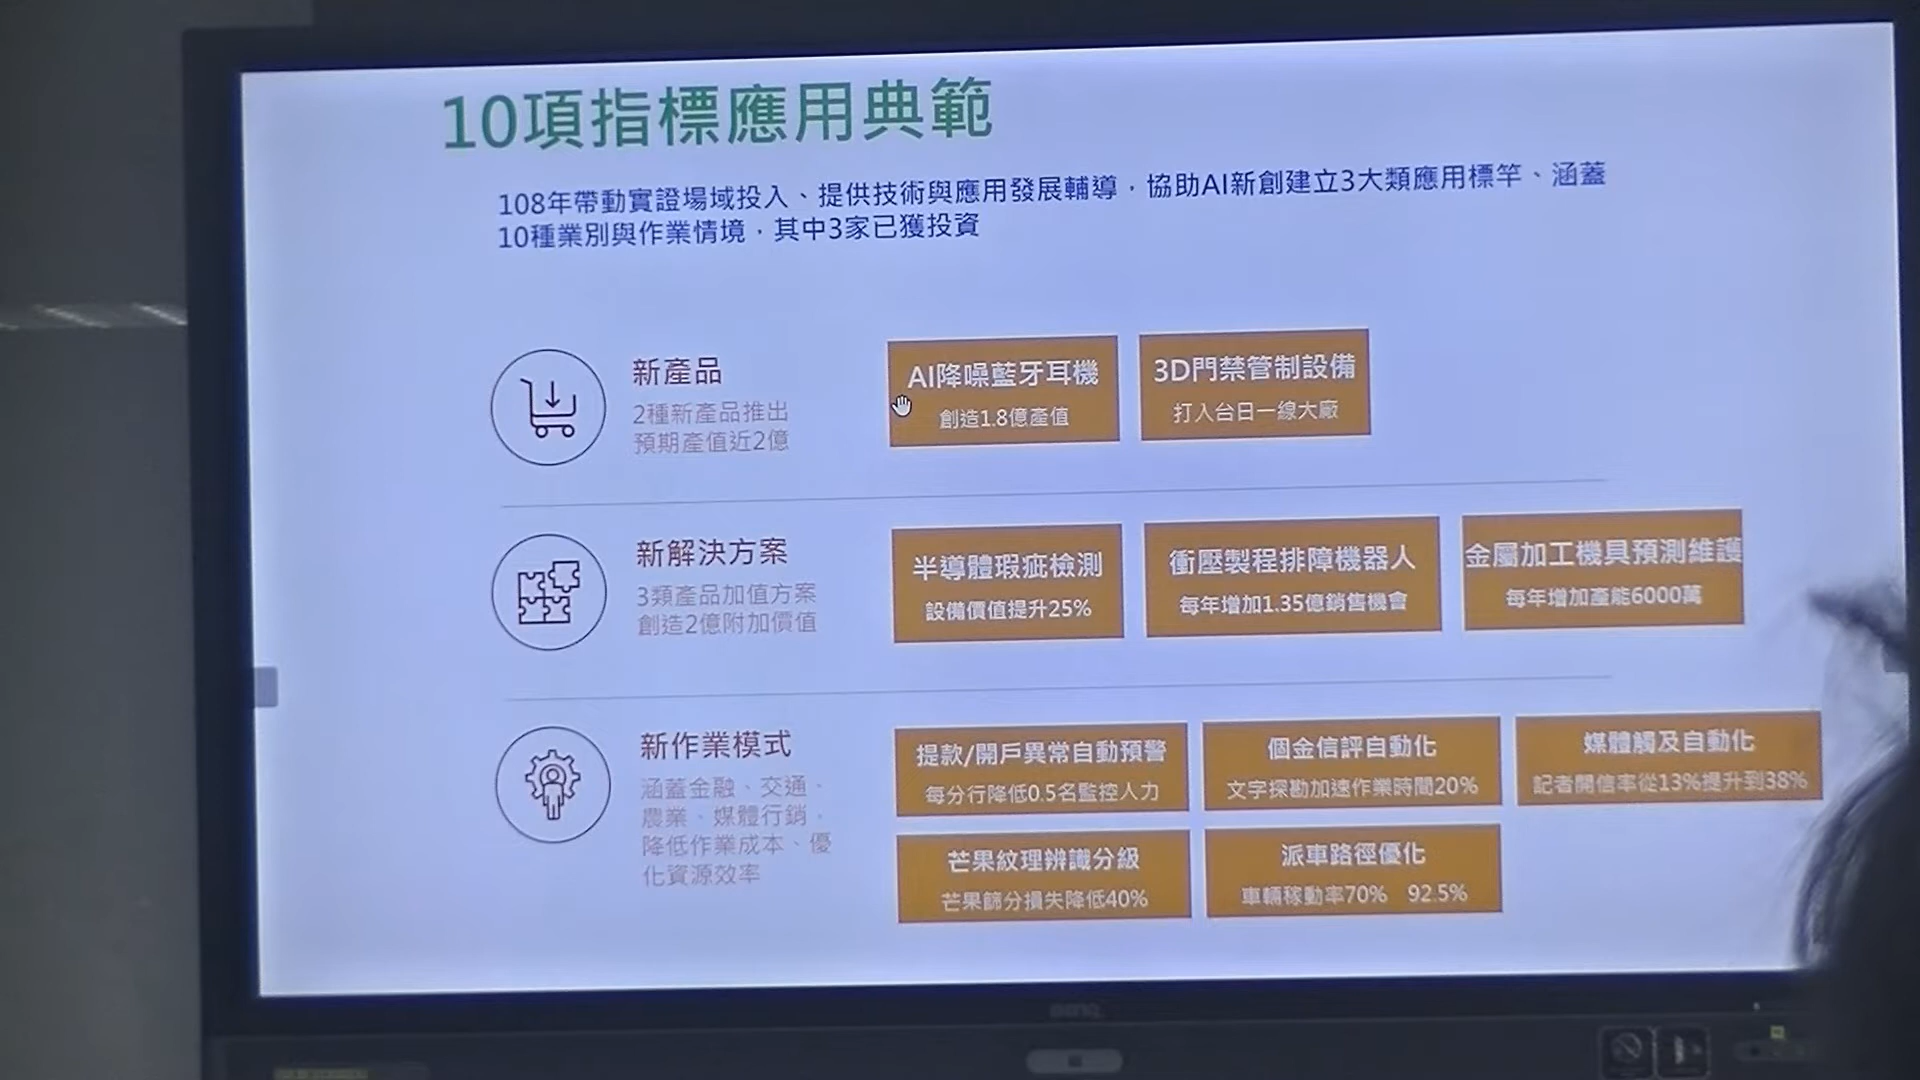 10項指標應用典範
108年帶動實證場域投入、提供技術與應用發展輔導，協助AI新創建立3大類應用標竿、涵蓋
10種業別與作業情境，其中3家已獲投資
新產品
2種新產品推出
預期產值近2億
AI降噪藍牙耳機
創造1.8億產值
3D門禁管制設備
打入台日一線大廠
新解決方案
3類產品加值方案
創造2億附加價值
半導體瑕疵檢測
設備價值提升25%
衝壓製程排障機器人
每年增加1.35億銷售機會
金屬加工機具預測維護
每年增加產能6000萬
新作業模式
涵蓋金融、交通、
農業、媒體行銷，
降低作業成本、優
化資源效率
提款/開戶異常自動預警
每分行降低0.5名監控人力
個金信評自動化
文字探勘加速作業時間20%
媒體觸及自動化
記者開信率從13%提升到38%
芒果紋理辨識分級
芒果篩分損失降低40%
派車路徑優化
車輛稼動率70% 92.5%
BenQ